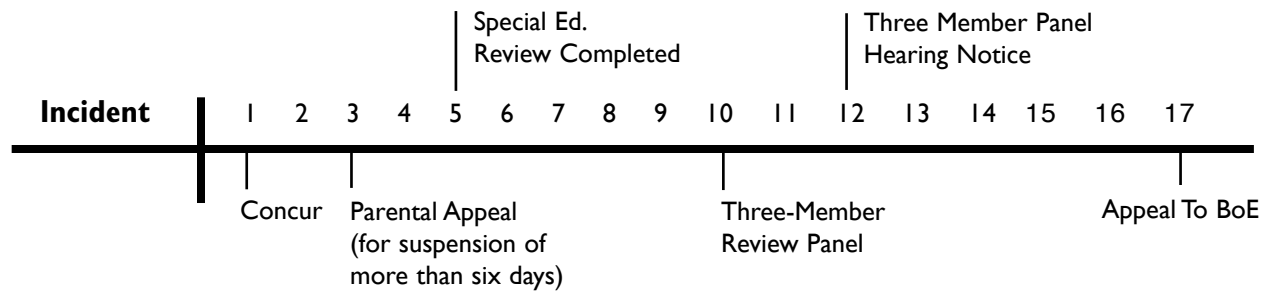 Special Ed.
Review Completed
Three Member Panel
Hearing Notice
Incident 1 2 3 4 5 6 7 8 9 10 11 12 13 14 15 16 17
Concur
Parental Appeal
(for suspension of
more than six days)
Three-Member
Review Panel
Appeal To BoE